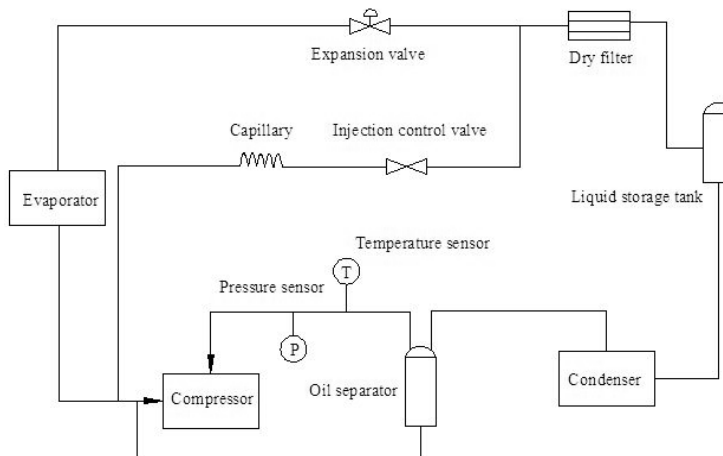 Expansion valve
Dry filter
Capillary
Injection control valve
Evaporator
Liquid storage tank
Temperature sensor
T
Pressure sensor
P
Compressor
Oil separator
Condenser